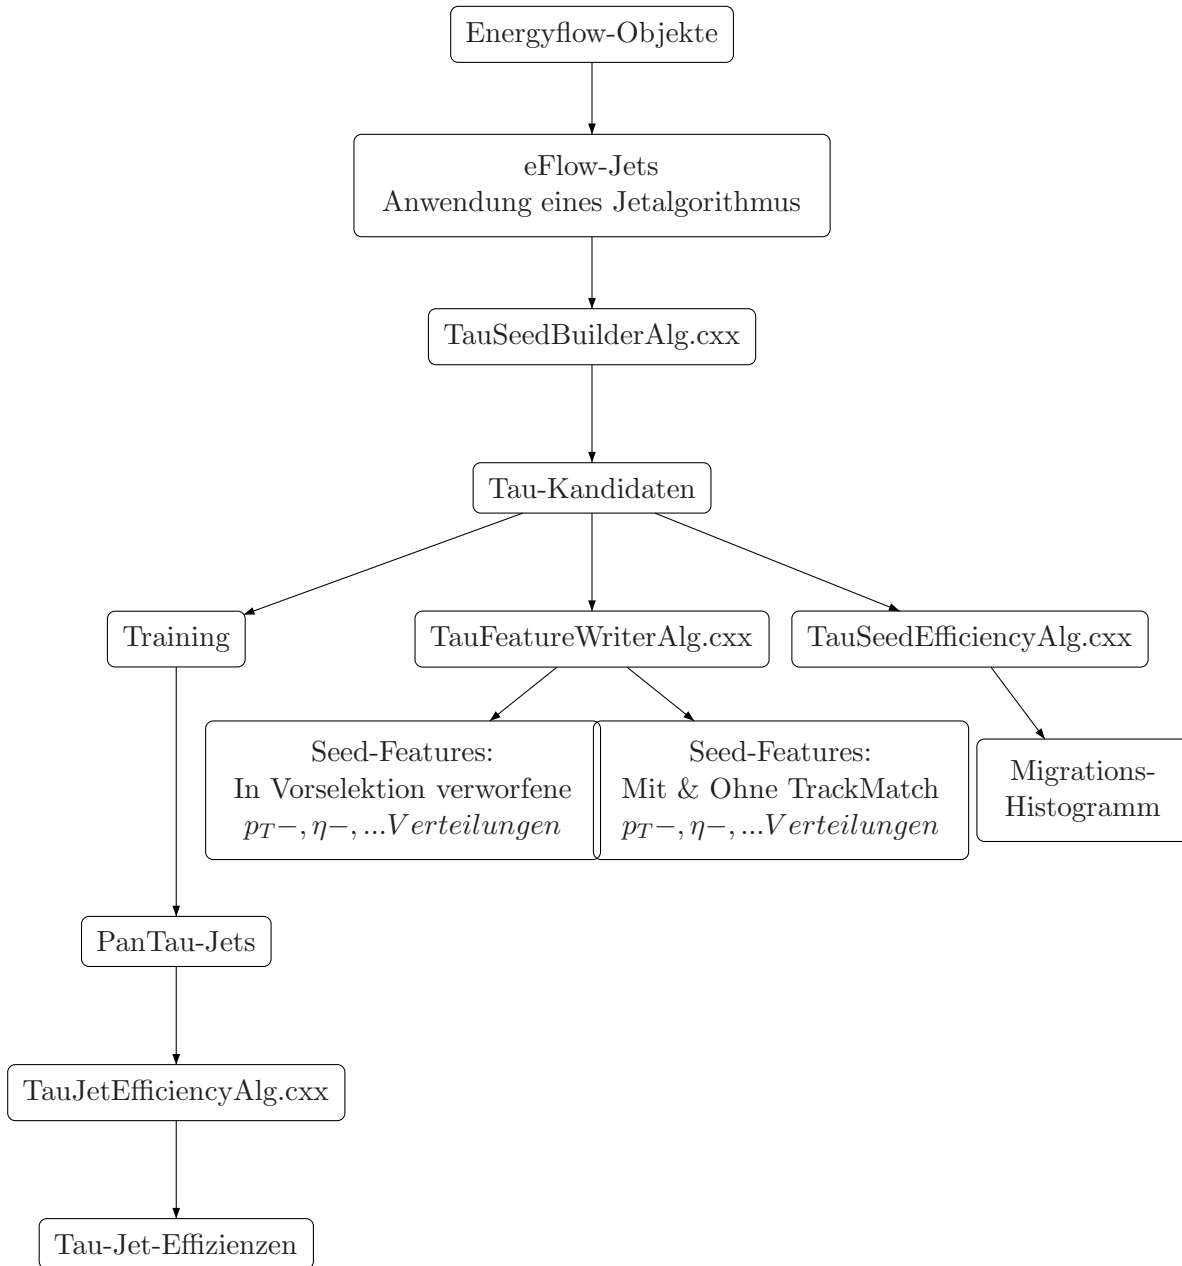 Energyflow-Objekte
eFlow-Jets
Anwendung eines Jetalgorithmus
TauSeedBuilderAlg.cxx
Tau-Kandidaten
Training
TauFeatureWriterAlg.cxx
TauSeedEfficiencyAlg.cxx
Seed-Features:
In Vorselektion verworfene
p_T−, η−, ...Verteilungen
Seed-Features:
Mit & Ohne TrackMatch
p_T−, η−, ...Verteilungen
Migrations-
Histogramm
PanTau-Jets
TauJetEfficiencyAlg.cxx
Tau-Jet-Effizienzen